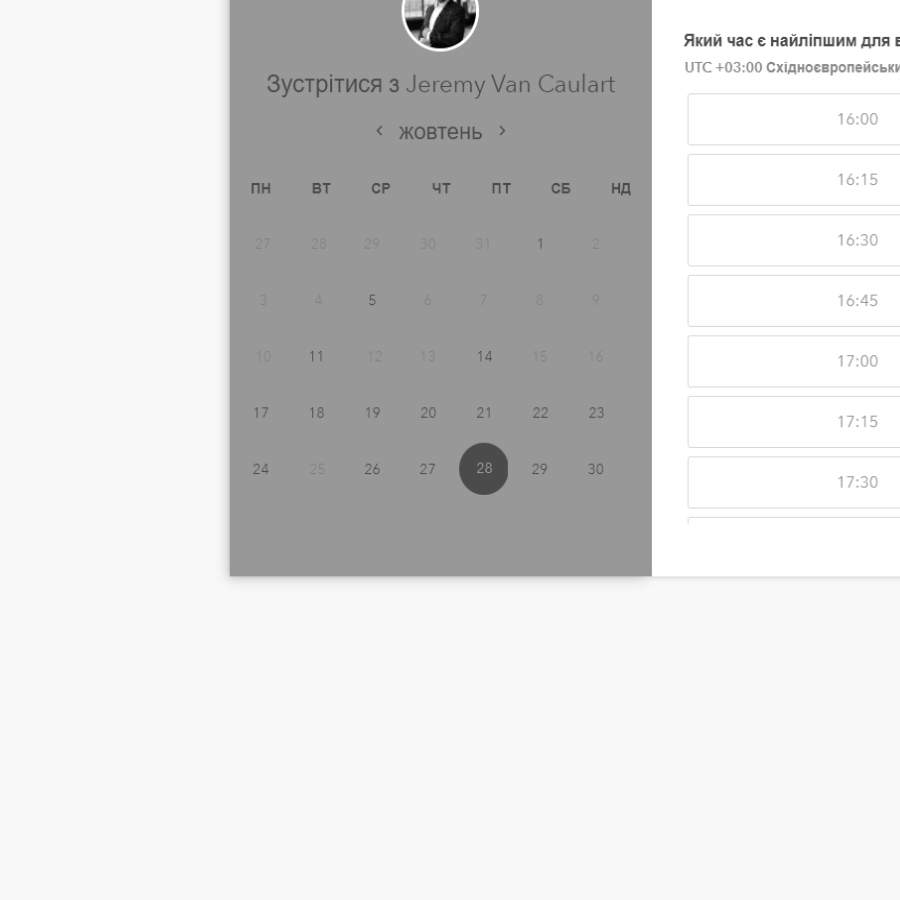 Зустрітися з Jeremy Van Caulart
‹ жовтень ›
ПН ВТ СР ЧТ ПТ СБ НД
27 28 29 30 31 1 2
3 4 5 6 7 8 9
10 11 12 13 14 15 16
17 18 19 20 21 22 23
24 25 26 27 28 29 30
Який час є найліпшим для
UTC +03:00
16:00
16:15
16:30
16:45
17:00
17:15
17:30